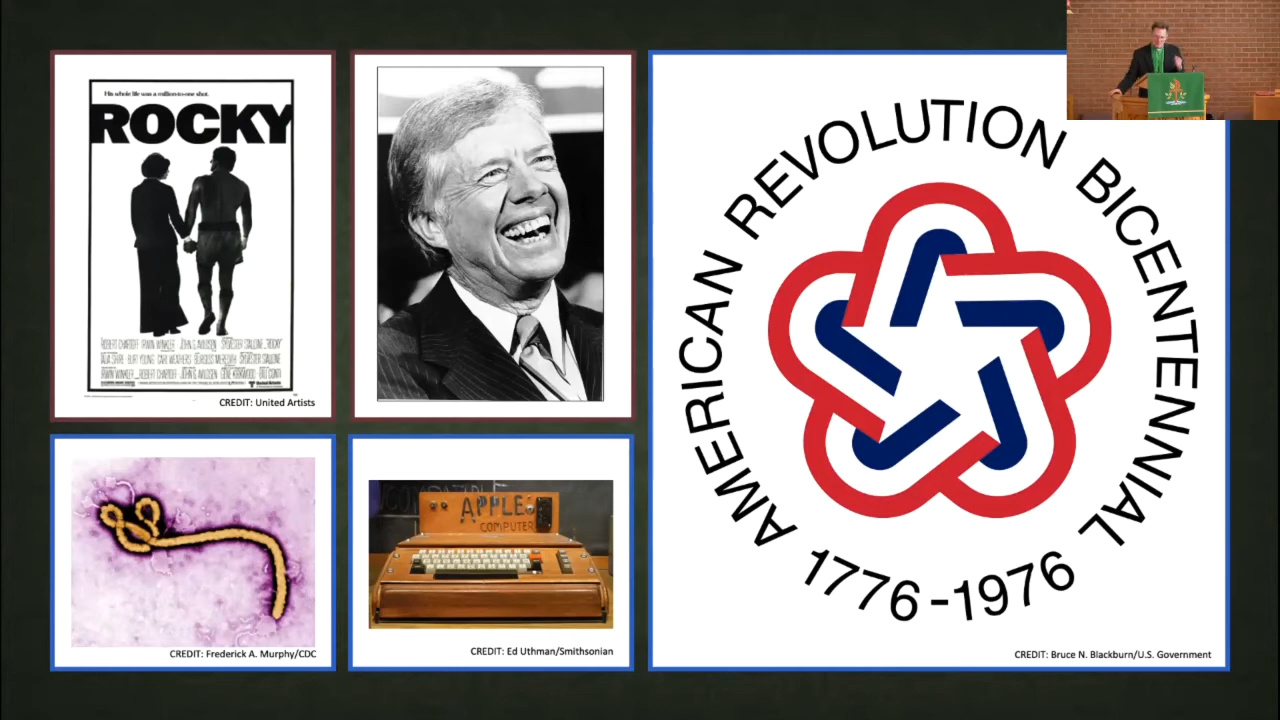 His whole life was a million-to-one shot.
ROCKY
CREDIT: United Artists
AMERICAN REVOLUTION BICENTENNIAL
1776-1976
CREDIT: Frederick A. Murphy/CDC
APPLE
COMPUTER
CREDIT: Ed Uthman/Smithsonian
CREDIT: Bruce N. Blackburn/U.S. Government